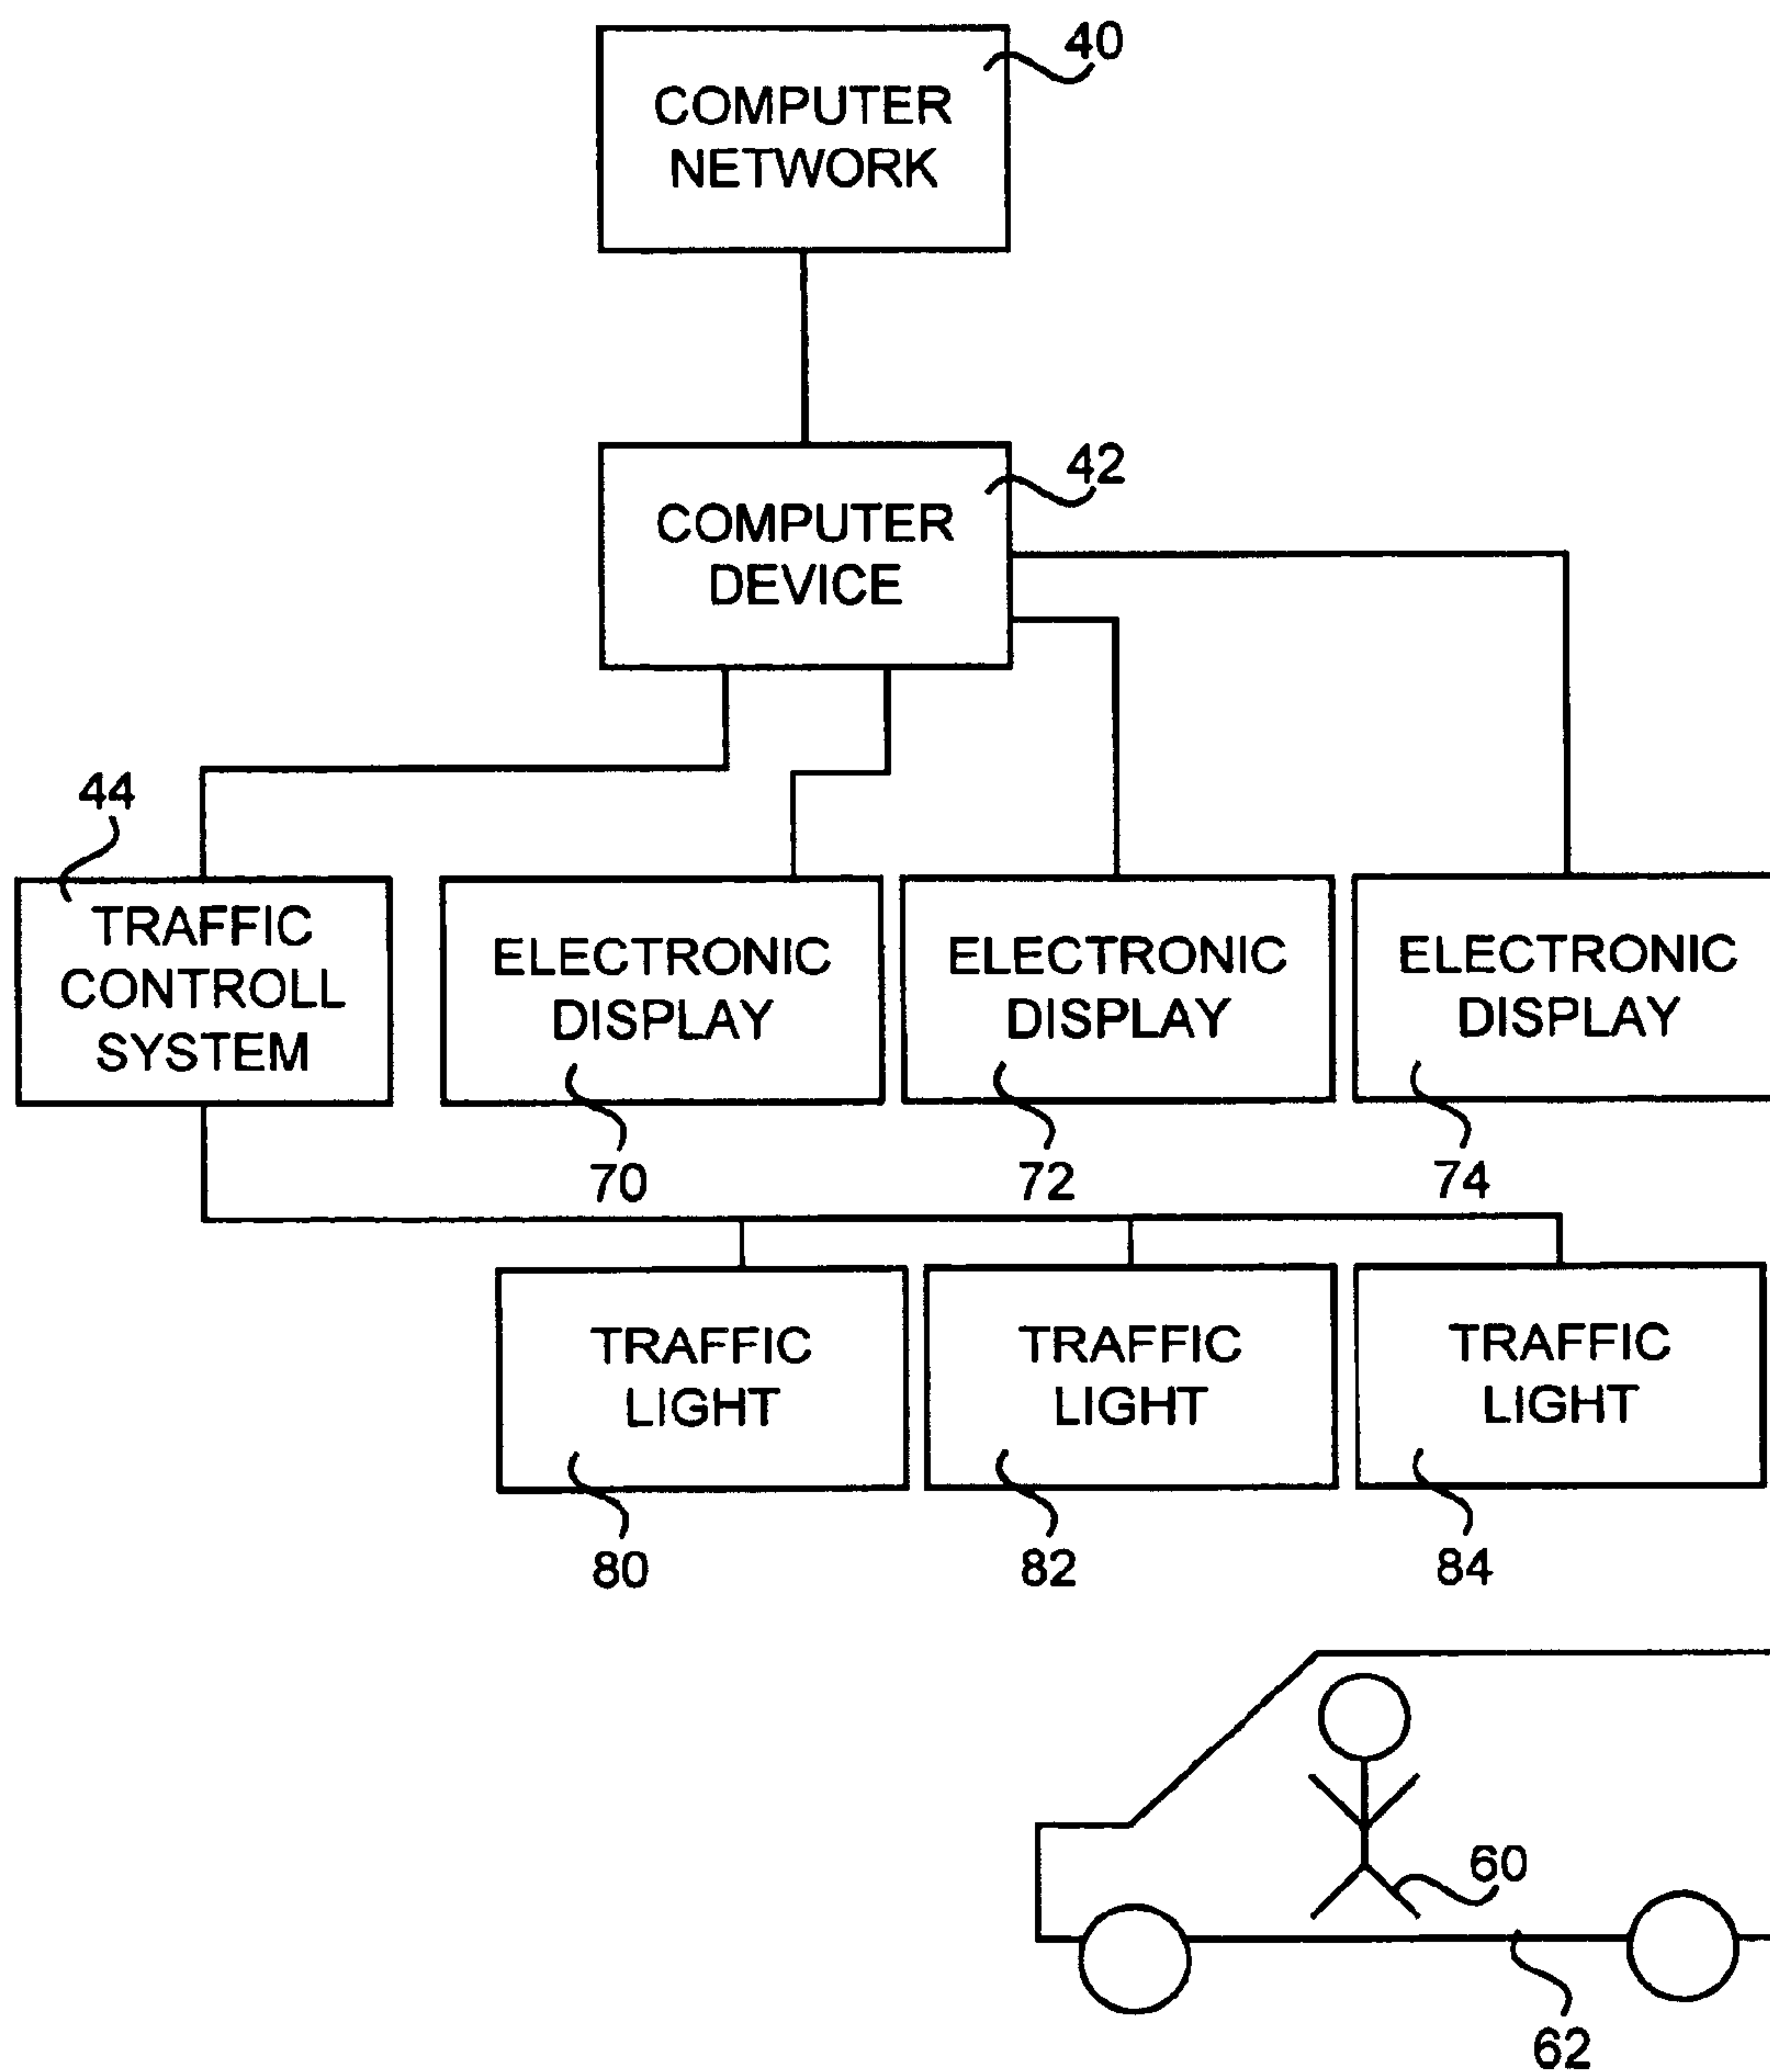 40
COMPUTER
NETWORK
42
COMPUTER
DEVICE
44
TRAFFIC
CONTROLL
SYSTEM
ELECTRONIC
DISPLAY
70
ELECTRONIC
DISPLAY
72
ELECTRONIC
DISPLAY
74
TRAFFIC
LIGHT
80
TRAFFIC
LIGHT
82
TRAFFIC
LIGHT
84
60
62